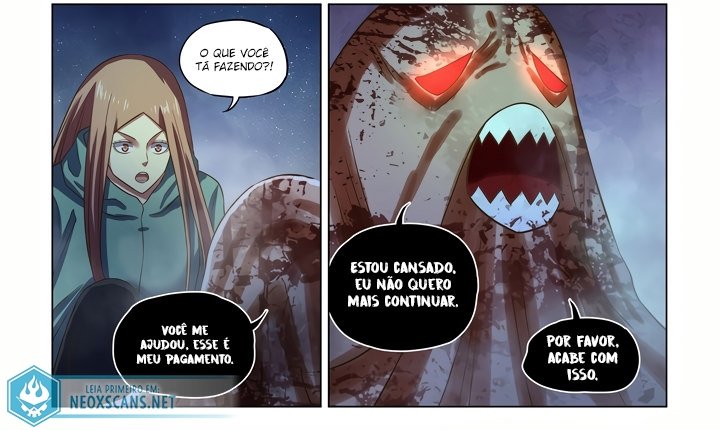 O QUE VOCÊ
TÁ FAZENDO?!
VOCÊ ME
AJUDOU, ESSE É
MEU PAGAMENTO.
ESTOU CANSADO,
EU NÃO QUERO
MAIS CONTINUAR.
POR FAVOR,
ACABE COM
ISSO.
LEIA PRIMEIRO EM:
NEOXSCANS.NET